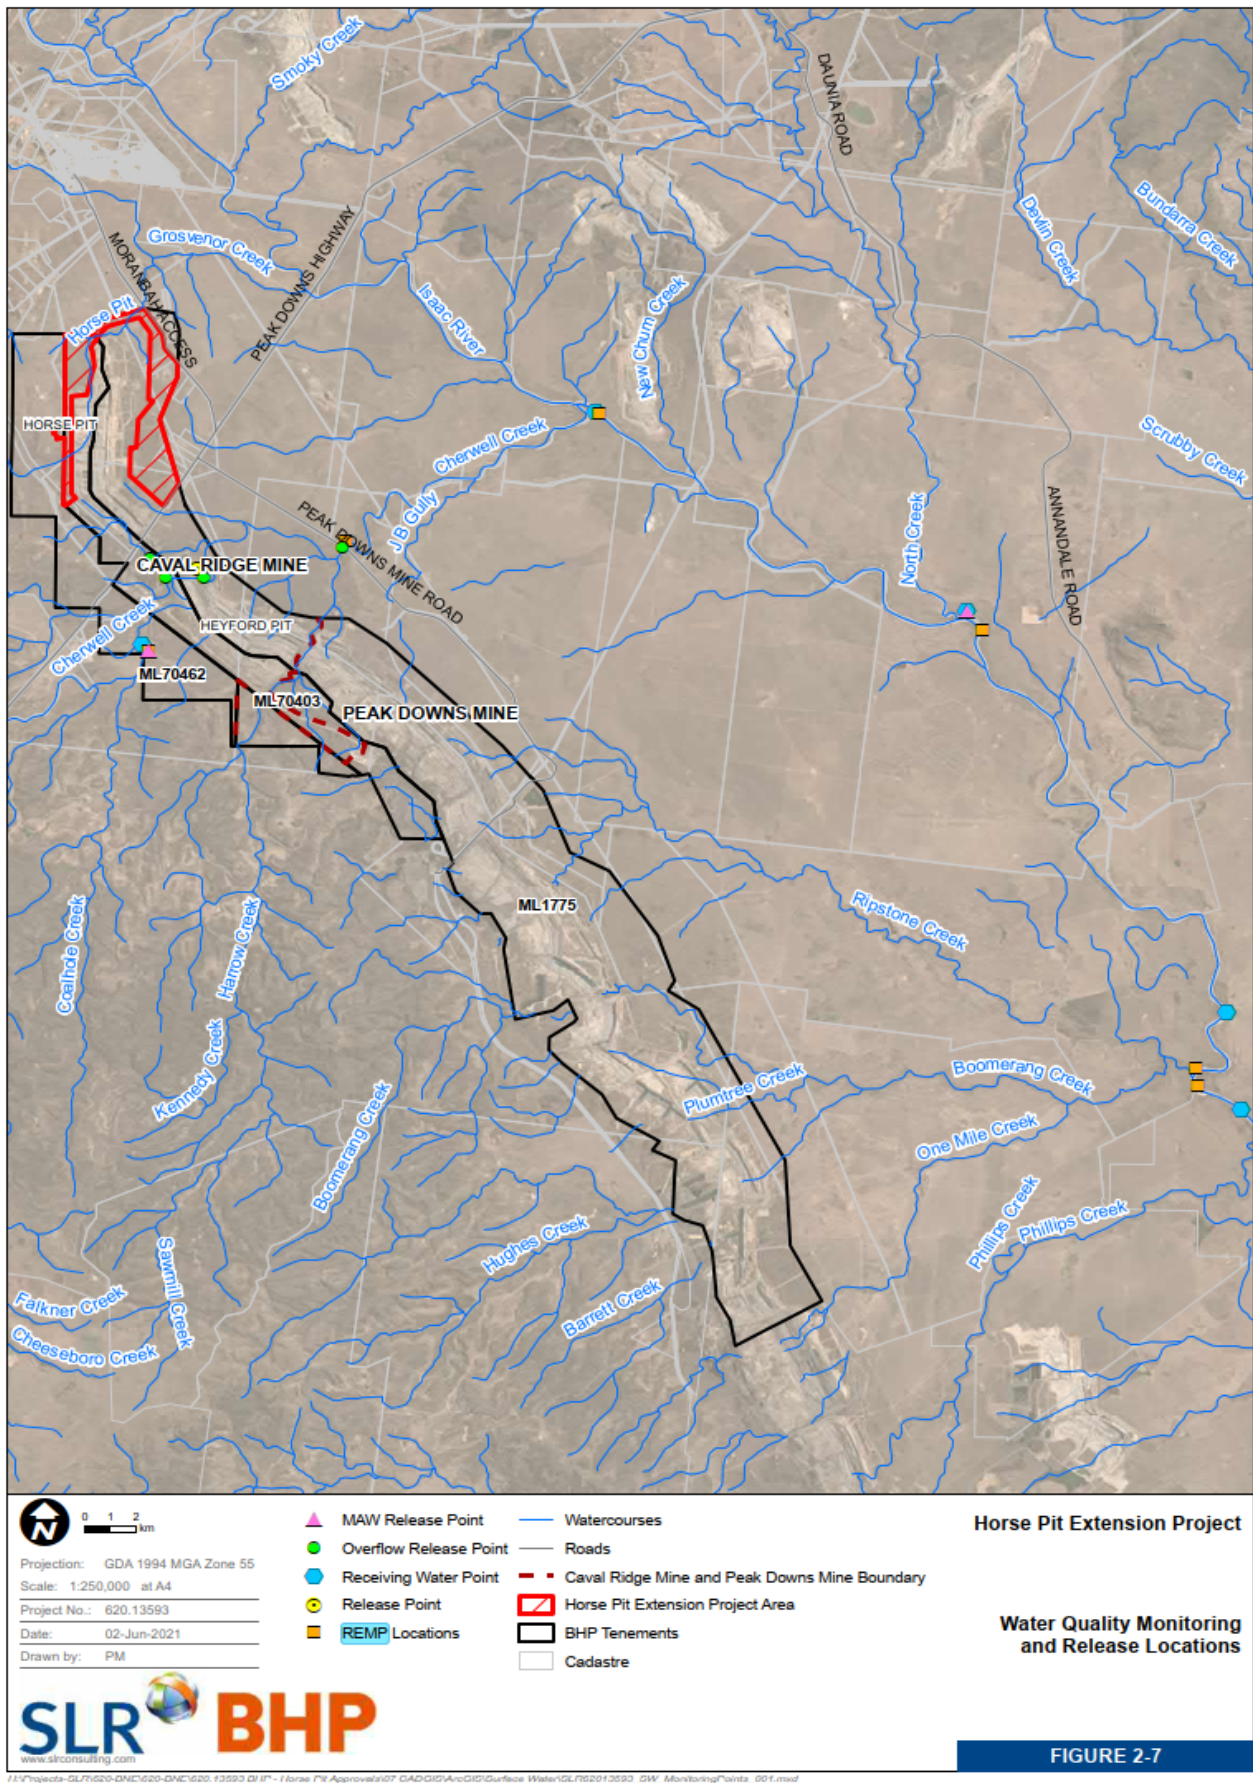 Smoky Creek
DAUNIA ROAD
Bundarra Creek
Devlin Creek
Grosvenor Creek
PEAK DOWNS HIGHWAY
MORANBAH ACCESS
Isaac River
New Chum Creek
Horse Pit
HORSE PIT
Cherwell Creek
Scrubby Creek
JB Gully
PEAK DOWNS MINE ROAD
North Creek
ANNANDALE ROAD
CAVAL RIDGE MINE
HEYFORD PIT
Cherwell Creek
ML70462
ML70403
PEAK DOWNS MINE
ML1775
Ripstone Creek
Coalhole Creek
Harrow Creek
Kennedy Creek
Boomerang Creek
Plumtree Creek
Boomerang Creek
One Mile Creek
Phillips Creek
Phillips Creek
Hughes Creek
Barrett Creek
Sawmill Creek
Falkner Creek
Cheeseboro Creek
N
0 1 2
km
Projection: GDA 1994 MGA Zone 55
Scale: 1:250,000 at A4
Project No.: 620.13593
Date: 02-Jun-2021
Drawn by: PM
MAW Release Point
Overflow Release Point
Receiving Water Point
Release Point
REMP Locations
Watercourses
Roads
Caval Ridge Mine and Peak Downs Mine Boundary
Horse Pit Extension Project Area
BHP Tenements
Cadastre
Horse Pit Extension Project
Water Quality Monitoring
and Release Locations
SLR
www.slrconsulting.com
BHP
FIGURE 2-7